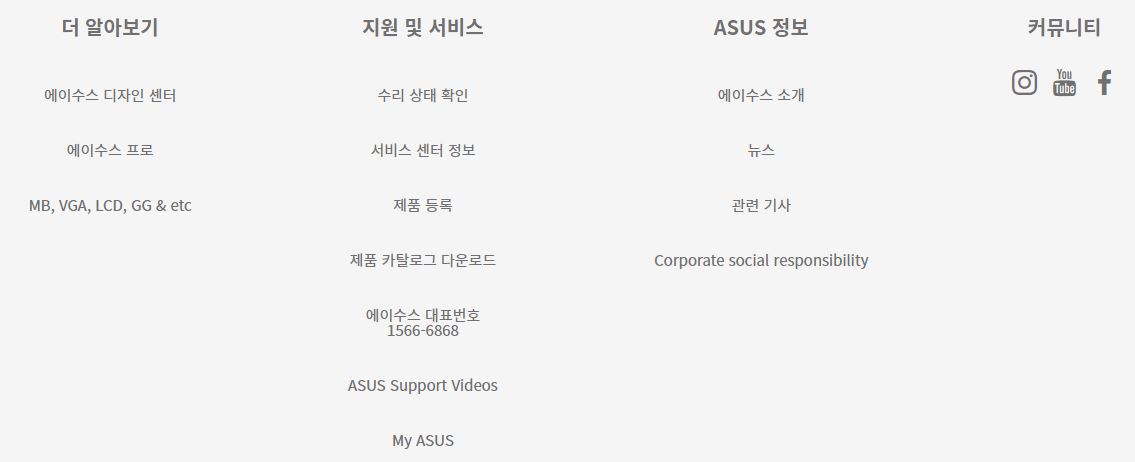 더 알아보기
에이수스 디자인 센터
에이수스 프로
MB, VGA, LCD, GG & etc
지원 및 서비스
수리 상태 확인
서비스 센터 정보
제품 등록
제품 카탈로그 다운로드
에이수스 대표번호
1566-6868
ASUS Support Videos
My ASUS
ASUS 정보
에이수스 소개
뉴스
관련 기사
Corporate social responsibility
커뮤니티
You
Tube